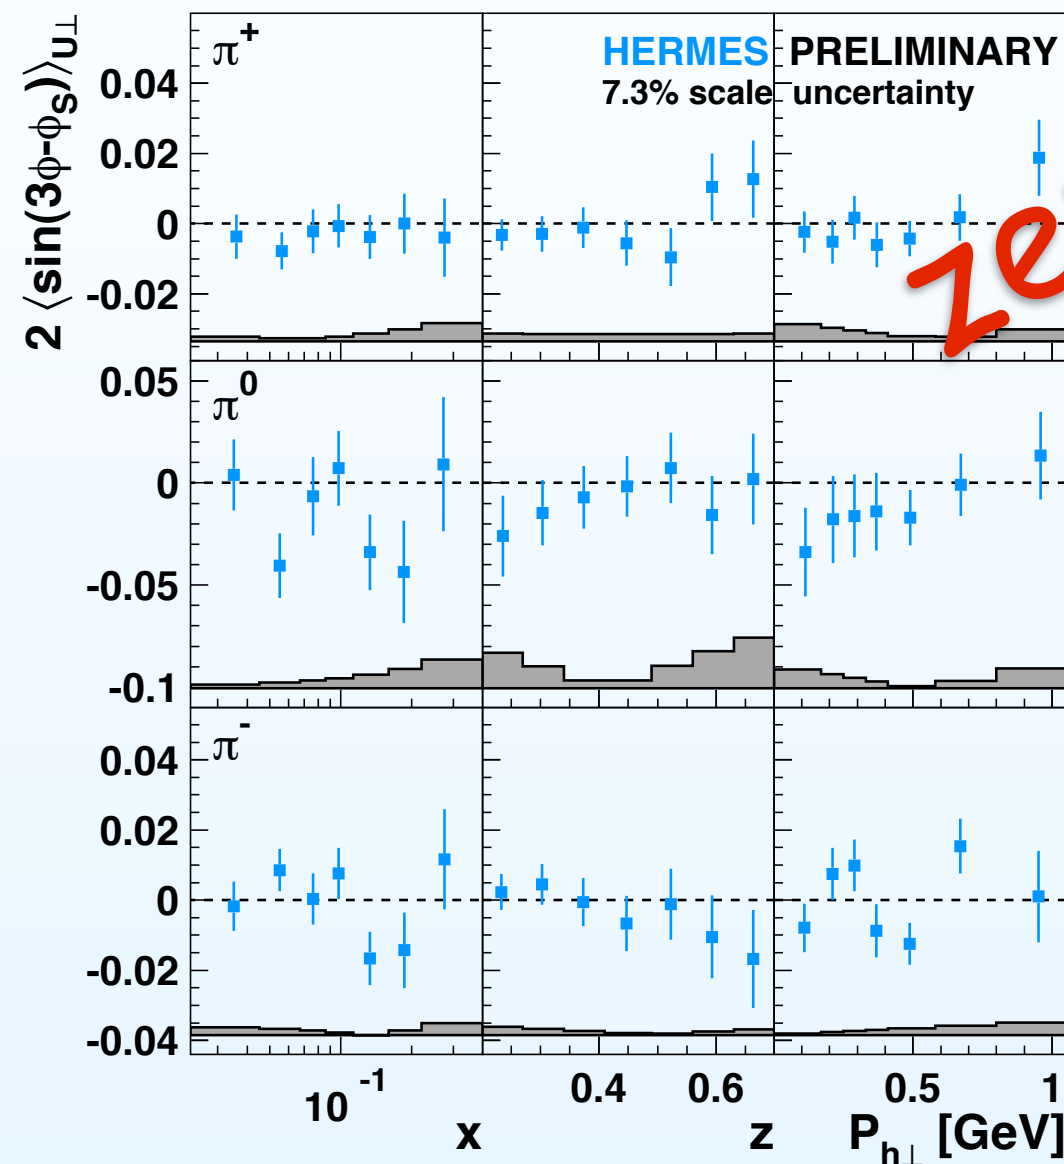 2 ⟨sin(3ϕ-ϕS)⟩U⊥
π+
HERMES PRELIMINARY
7.3% scale uncertainty
0.04
0.02
0
-0.02
π0
0.05
0
-0.05
-0.1
π-
0.04
0.02
0
-0.02
-0.04
10-1
0.4 0.6
0.5 1
x
z
Ph⊥ [GeV]